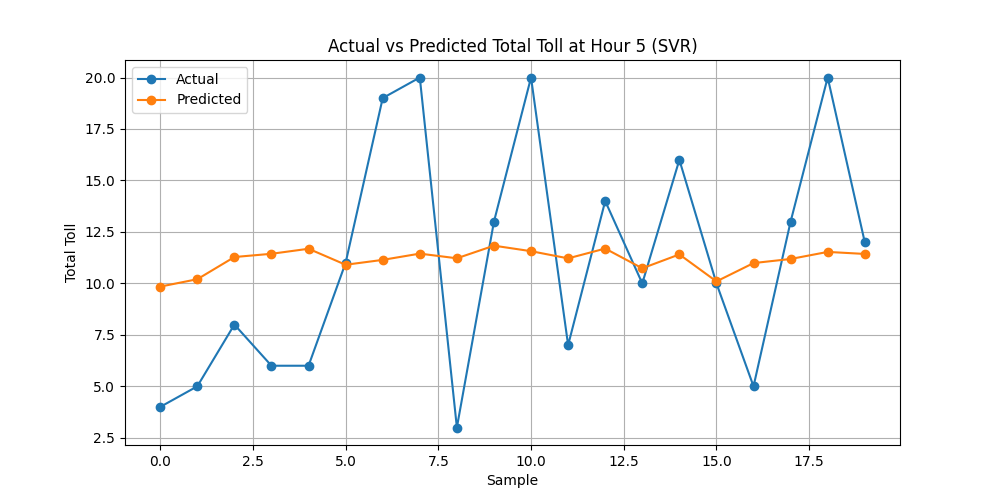 Actual vs Predicted Total Toll at Hour 5 (SVR)
Actual
Predicted
20.0
17.5
15.0
12.5
10.0
7.5
5.0
2.5
Total Toll
0.0 2.5 5.0 7.5 10.0 12.5 15.0 17.5
Sample